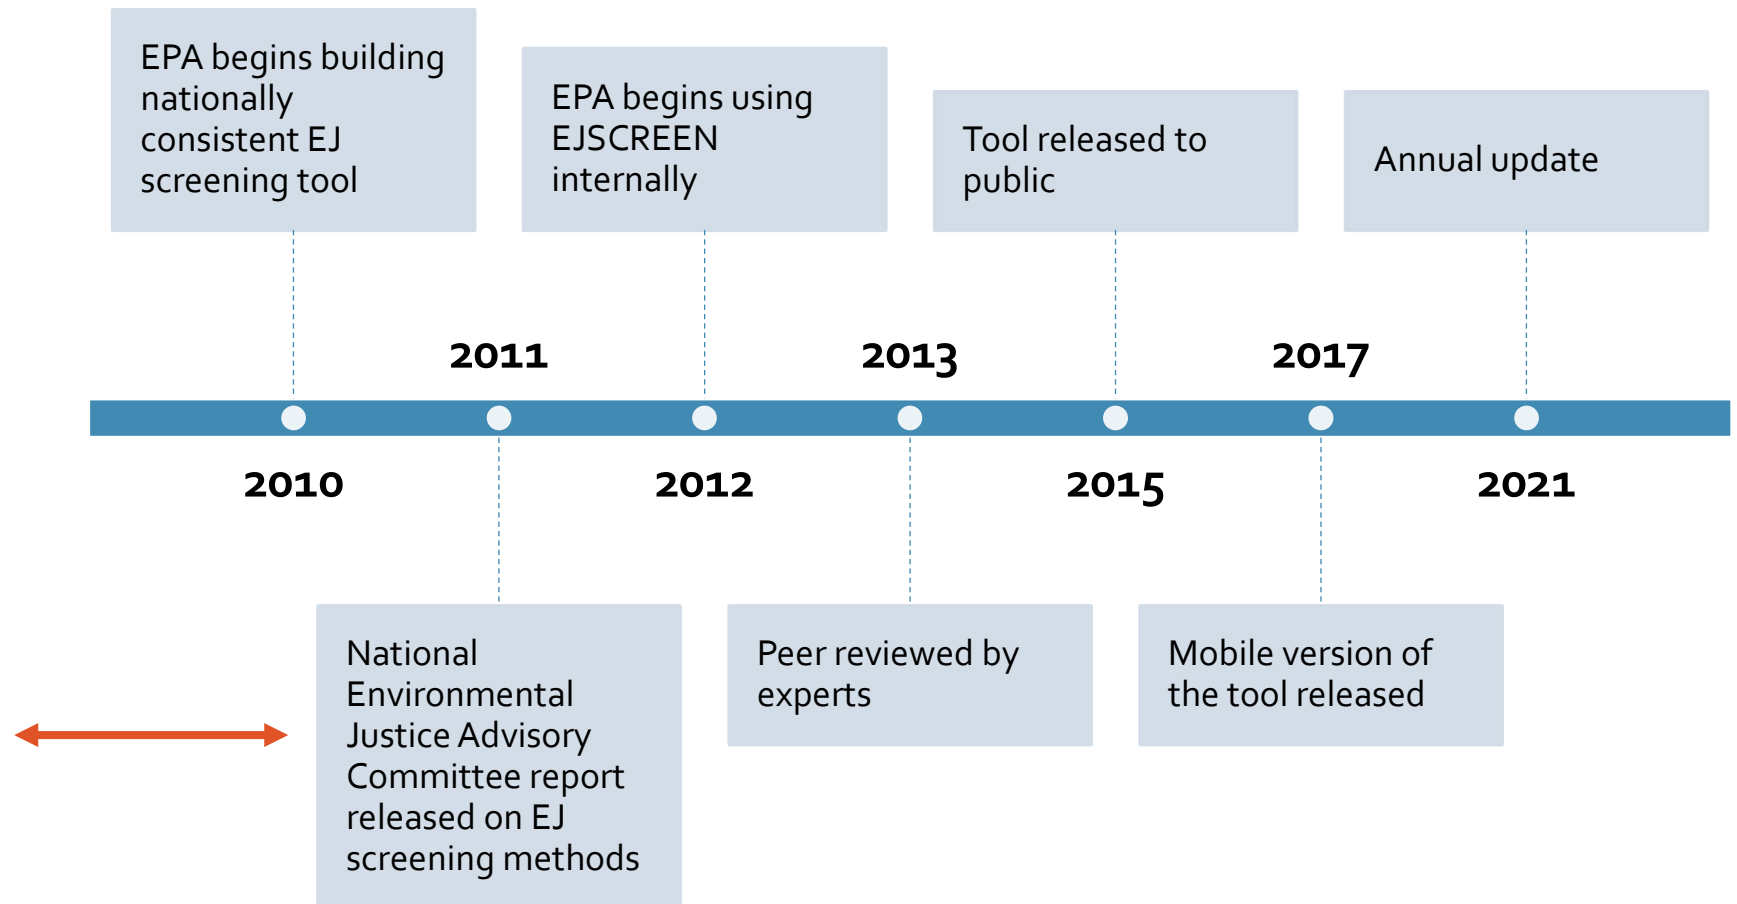 EPA begins building
nationally
consistent EJ
screening tool
EPA begins using
EJSCREEN
internally
Tool released to
public
Annual update
2011
2013
2017
2010
2012
2015
2021
National
Environmental
Justice Advisory
Committee report
released on EJ
screening methods
Peer reviewed by
experts
Mobile version of
the tool released